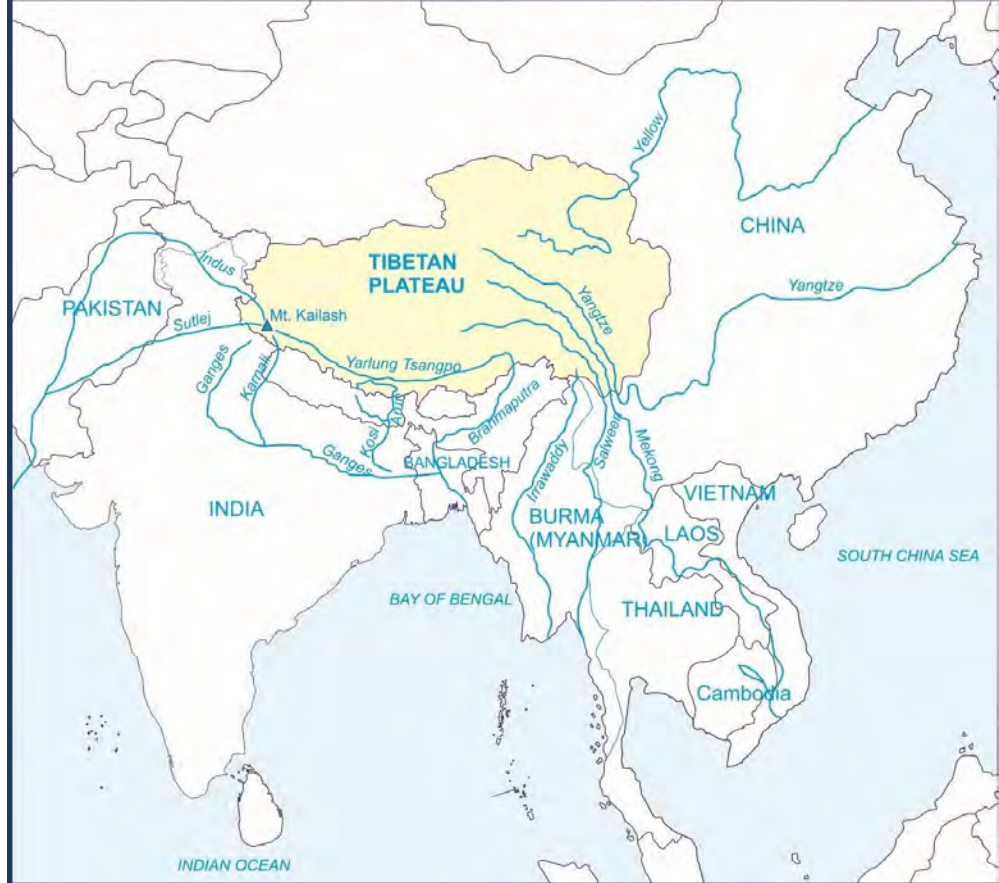 Yellow
CHINA
TIBETAN
PLATEAU
Indus
PAKISTAN
Mt. Kailash
Sutlej
Yangtze
Yangtze
Ganges
Karnali
Yarlung Tsangpo
Arun
Kosi
Brahmaputra
Ganges
BANGLADESH
Irrawaddy
Salween
Mekong
INDIA
VIETNAM
BURMA
(MYANMAR)
LAOS
SOUTH CHINA SEA
BAY OF BENGAL
THAILAND
Cambodia
INDIAN OCEAN